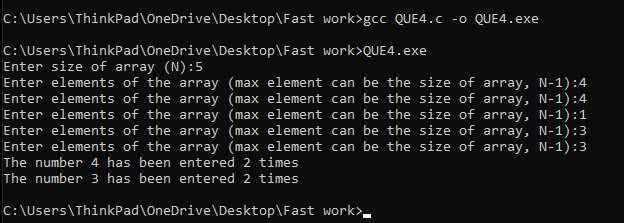 C:\Users\ThinkPad\OneDrive\Desktop\Fast work>gcc QUE4.c -o QUE4.exe
C:\Users\ThinkPad\OneDrive\Desktop\Fast work>QUE4.exe
Enter size of array (N):5
Enter elements of the array (max element can be the size of array, N-1):4
Enter elements of the array (max element can be the size of array, N-1):4
Enter elements of the array (max element can be the size of array, N-1):1
Enter elements of the array (max element can be the size of array, N-1):3
Enter elements of the array (max element can be the size of array, N-1):3
The number 4 has been entered 2 times
The number 3 has been entered 2 times
C:\Users\ThinkPad\OneDrive\Desktop\Fast work>